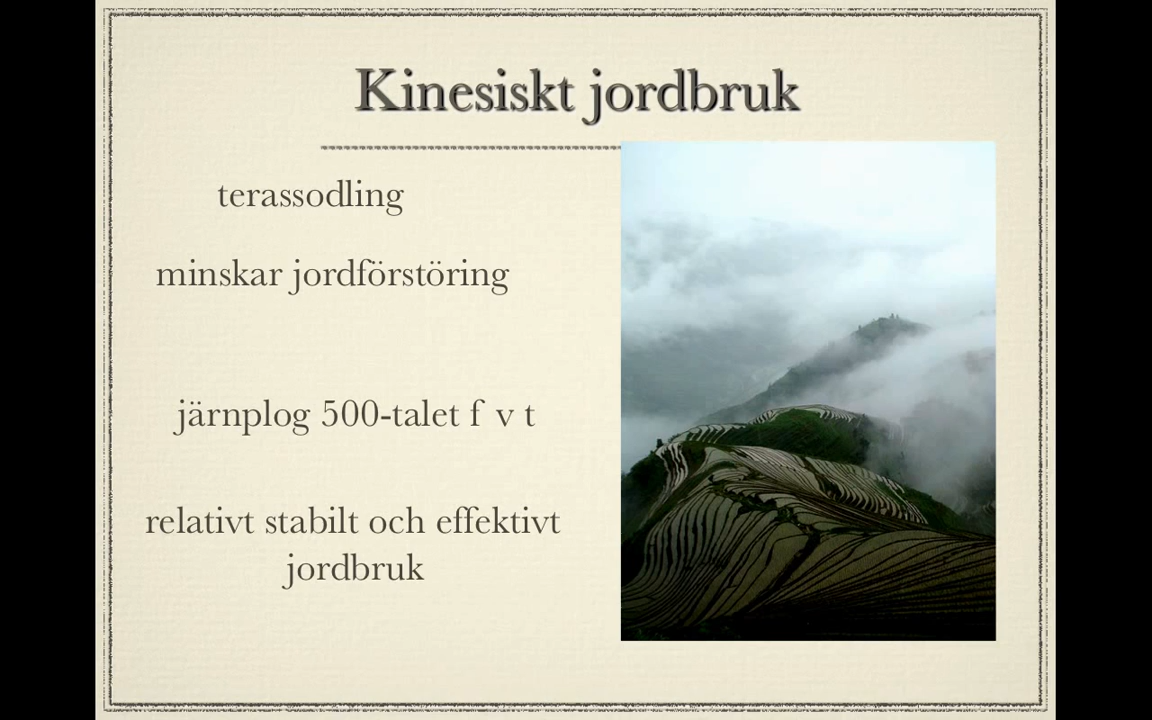 Kinesiskt jordbruk
terassodling
minskar jordförstöring
järnplog 500-talet f v t
relativt stabilt och effektivt
jordbruk